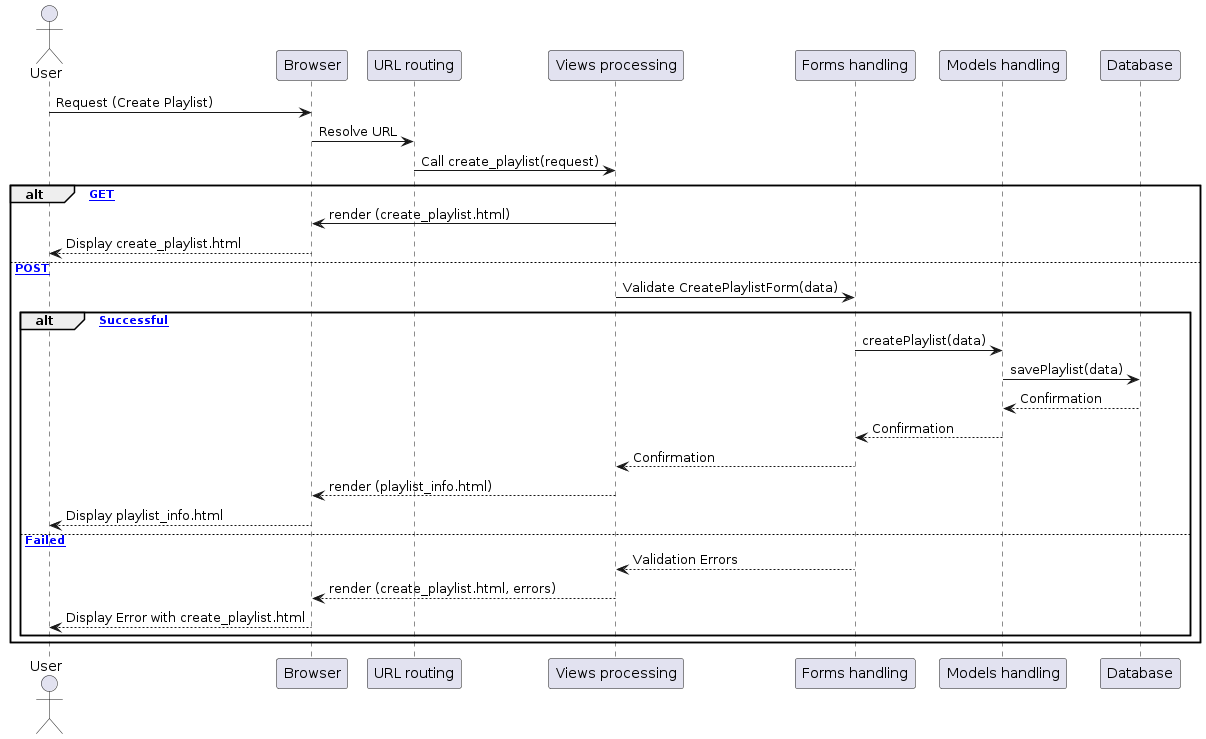 User
Browser
URL routing
Views processing
Forms handling
Models handling
Database
Request (Create Playlist)
Resolve URL
Call create_playlist(request)
alt
GET
render (create_playlist.html)
Display create_playlist.html
POST
Validate CreatePlaylistForm(data)
alt
Successful
createPlaylist(data)
savePlaylist(data)
Confirmation
Confirmation
Confirmation
render (playlist_info.html)
Display playlist_info.html
Failed
Validation Errors
render (create_playlist.html, errors)
Display Error with create_playlist.html
User
Browser
URL routing
Views processing
Forms handling
Models handling
Database